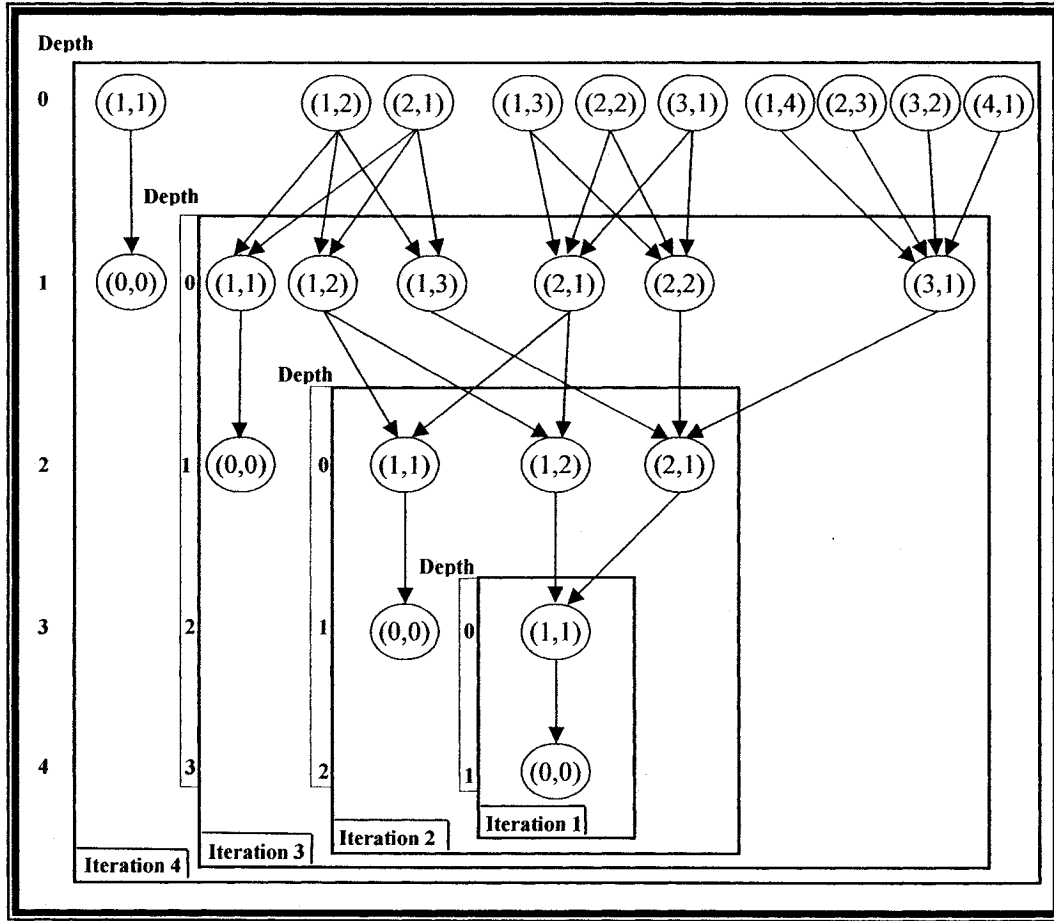 Depth
0 (1,1) (1,2) (2,1) (1,3) (2,2) (3,1) (1,4) (2,3) (3,2) (4,1)
Depth
1 (0,0) 0 (1,1) (1,2) (1,3) (2,1) (2,2) (3,1)
Depth
2 1 (0,0) 0 (1,1) (1,2) (2,1)
Depth
3 2 1 (0,0) 0 (1,1)
4 3 2 1 (0,0)
Iteration 1
Iteration 2
Iteration 3
Iteration 4